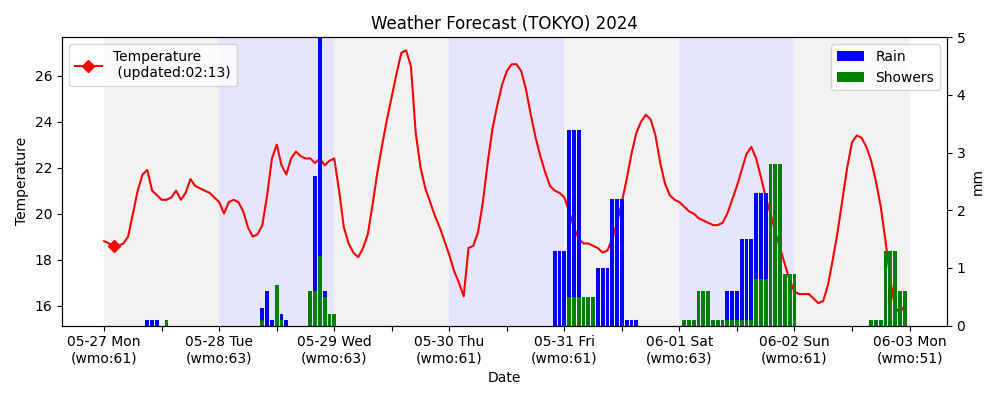 Weather Forecast (TOKYO) 2024
Temperature
(updated:02:13)
Rain
Showers
Temperature
26
24
22
20
18
16
5
4
3
2
1
0
mm
05-27 Mon
(wmo:61)
05-28 Tue
(wmo:63)
05-29 Wed
(wmo:63)
05-30 Thu
(wmo:61)
05-31 Fri
(wmo:61)
06-01 Sat
(wmo:63)
06-02 Sun
(wmo:61)
06-03 Mon
(wmo:51)
Date